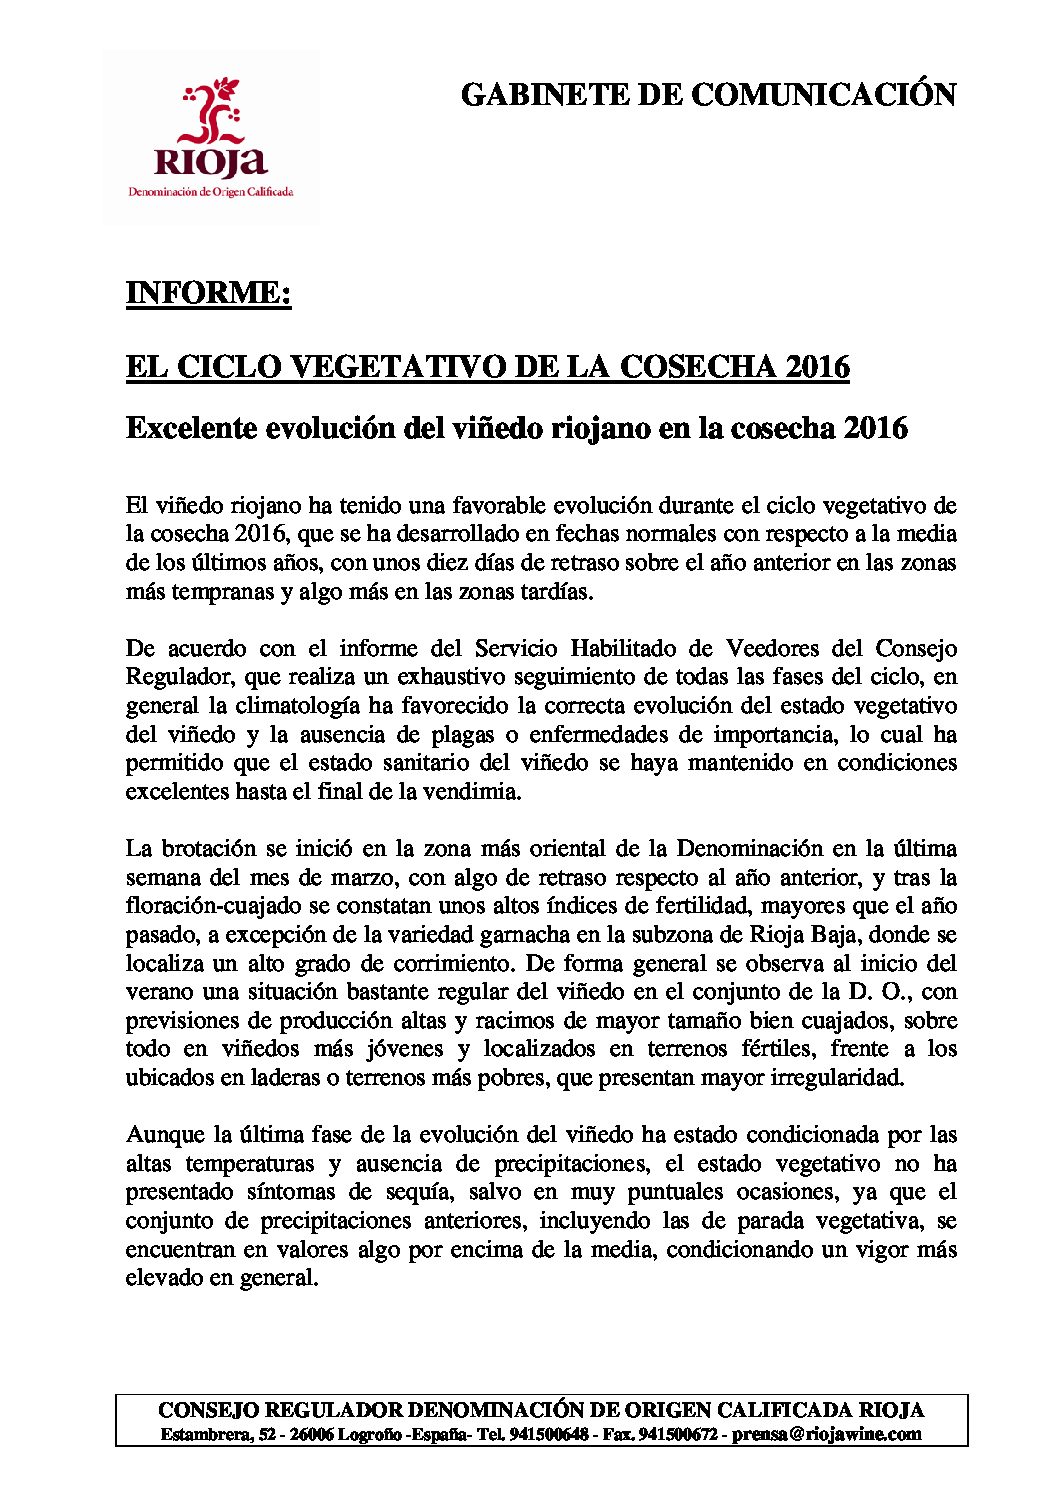 GABINETE DE COMUNICACIÓN
RIOJa
Denominación de Origen Calificada
INFORME:
EL CICLO VEGETATIVO DE LA COSECHA 2016
Excelente evolución del viñedo riojano en la cosecha 2016
El viñedo riojano ha tenido una favorable evolución durante el ciclo vegetativo de
la cosecha 2016, que se ha desarrollado en fechas normales con respecto a la media
de los últimos años, con unos diez días de retraso sobre el año anterior en las zonas
más tempranas y algo más en las zonas tardías.
De acuerdo con el informe del Servicio Habilitado de Veedores del Consejo
Regulador, que realiza un exhaustivo seguimiento de todas las fases del ciclo, en
general la climatología ha favorecido la correcta evolución del estado vegetativo
del viñedo y la ausencia de plagas o enfermedades de importancia, lo cual ha
permitido que el estado sanitario del viñedo se haya mantenido en condiciones
excelentes hasta el final de la vendimia.
La brotación se inició en la zona más oriental de la Denominación en la última
semana del mes de marzo, con algo de retraso respecto al año anterior, y tras la
floración-cuajado se constatan unos altos índices de fertilidad, mayores que el año
pasado, a excepción de la variedad garnacha en la subzona de Rioja Baja, donde se
localiza un alto grado de corrimiento. De forma general se observa al inicio del
verano una situación bastante regular del viñedo en el conjunto de la D. O., con
previsiones de producción altas y racimos de mayor tamaño bien cuajados, sobre
todo en viñedos más jóvenes y localizados en terrenos fértiles, frente a los
ubicados en laderas o terrenos más pobres, que presentan mayor irregularidad.
Aunque la última fase de la evolución del viñedo ha estado condicionada por las
altas temperaturas y ausencia de precipitaciones, el estado vegetativo no ha
presentado síntomas de sequía, salvo en muy puntuales ocasiones, ya que el
conjunto de precipitaciones anteriores, incluyendo las de parada vegetativa, se
encuentran en valores algo por encima de la media, condicionando un vigor más
elevado en general.
CONSEJO REGULADOR DENOMINACIÓN DE ORIGEN CALIFICADA RIOJA
Estambrera, 52 - 26006 Logroño -España- Tel. 941500648 - Fax. 941500672 - prensa@riojawine.com